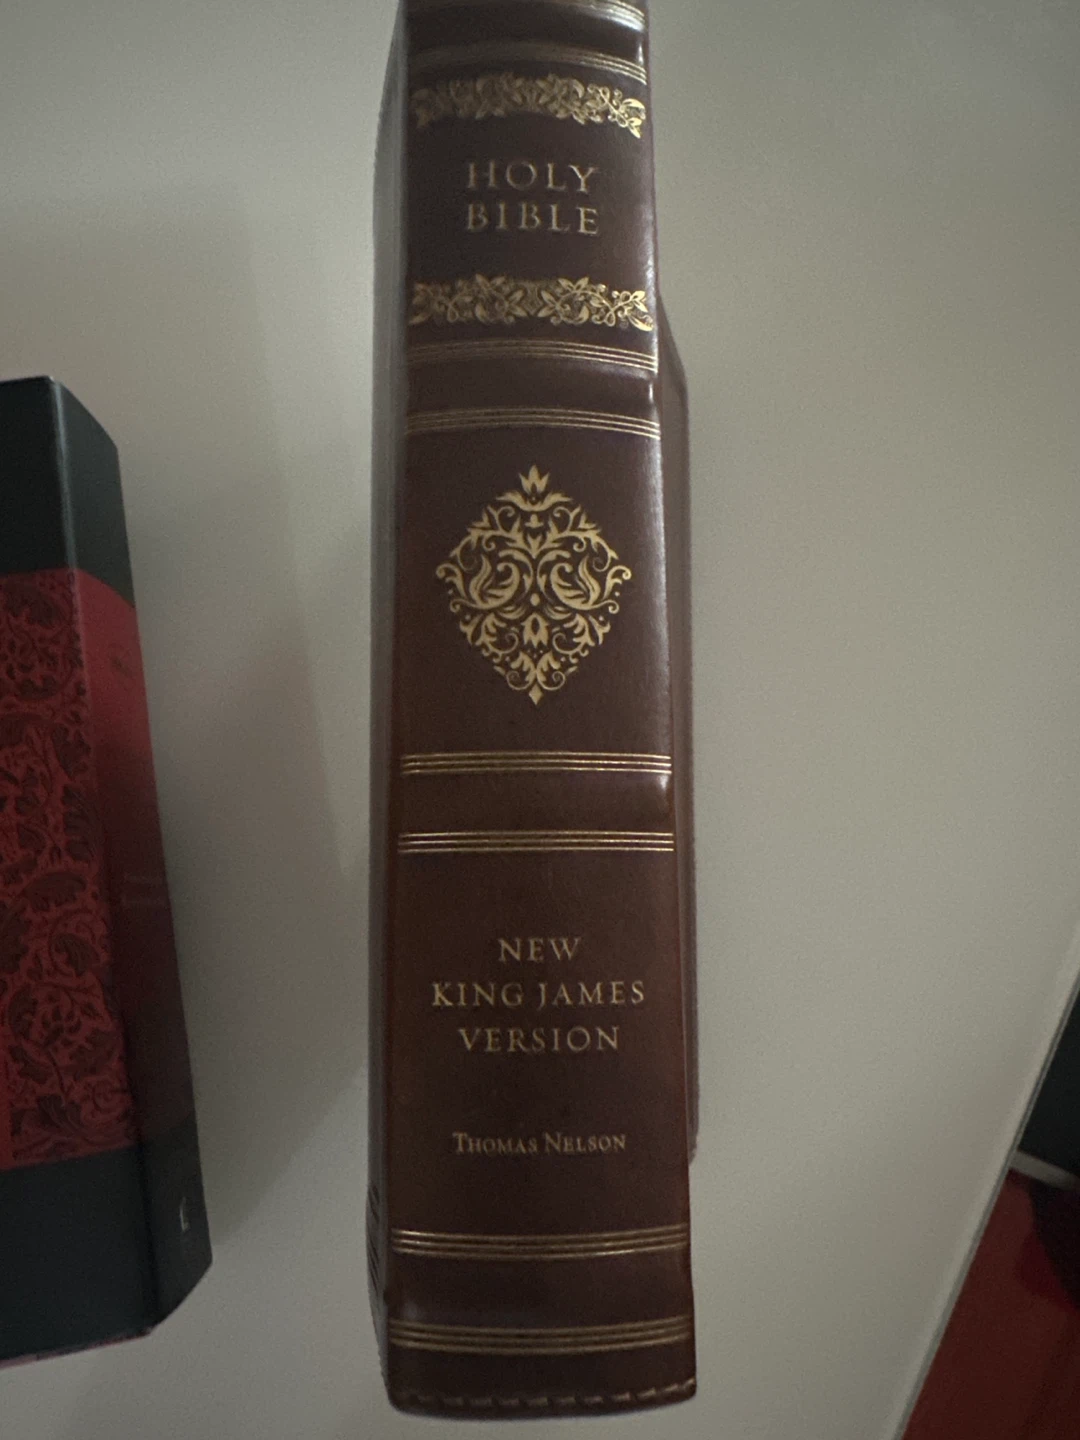 HOLY
BIBLE
NEW
KING JAMES
VERSION
THOMAS NELSON